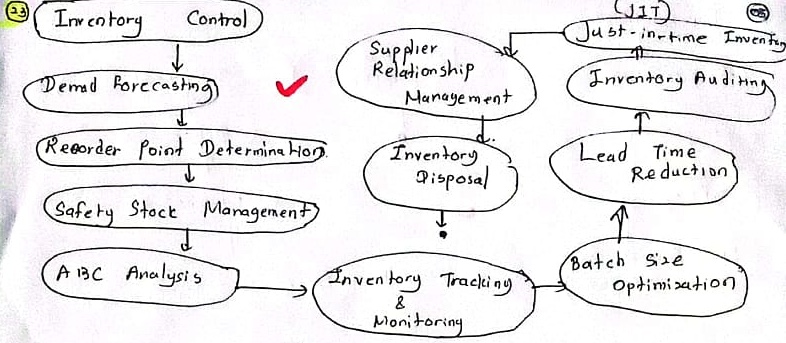 23
Inventory Control
Demad Forecasting
Reorder Point Determination
Safety Stock Management
ABC Analysis
Inventory Tracking
&
Monitoring
Batch Size
Optimization
Lead Time
Reduction
Inventory Auditing
(JIT)
Just-in-time Inventory
Supplier
Relationship
Management
Inventory
Disposal